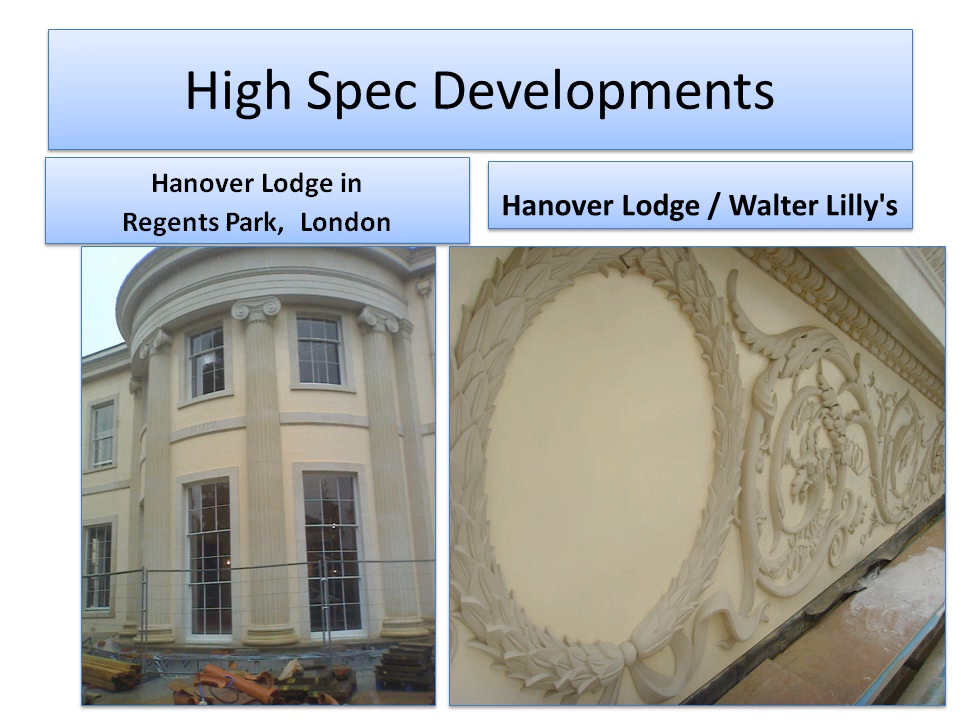 High Spec Developments
Hanover Lodge in
Regents Park,  London
Hanover Lodge / Walter Lilly's